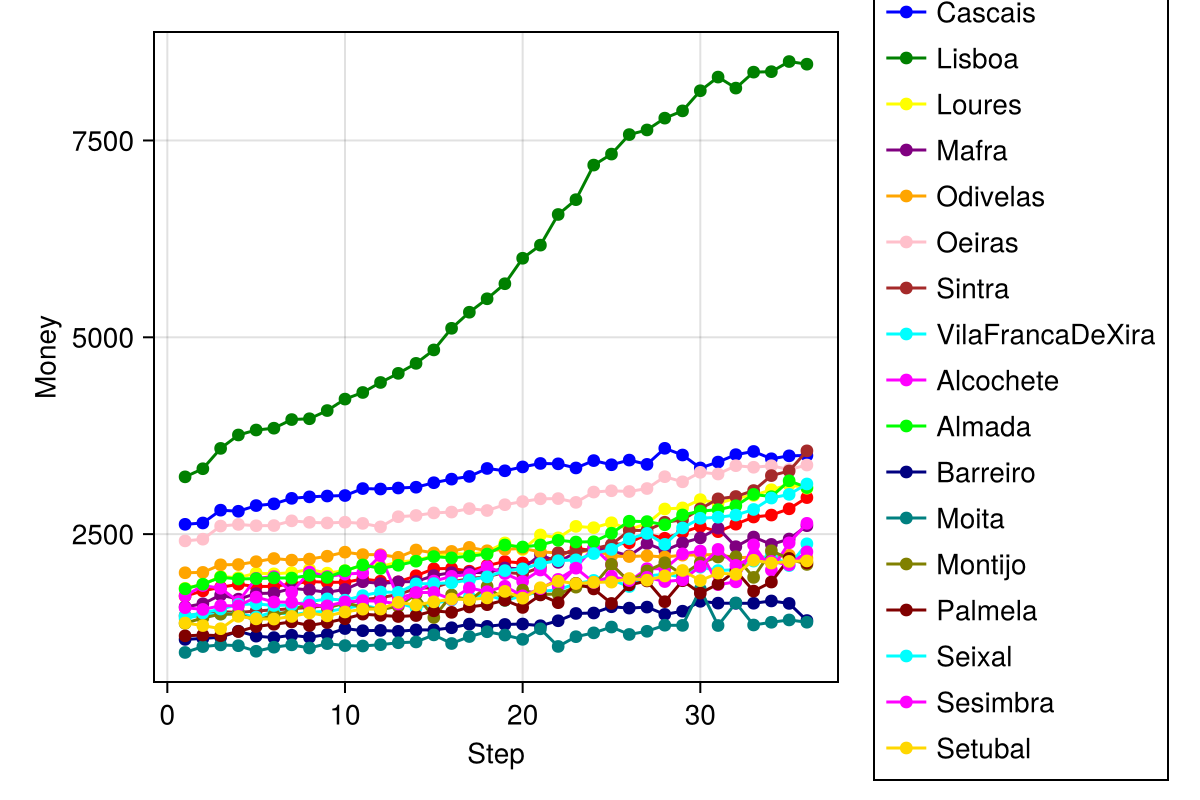 Cascais
Lisboa
Loures
Mafra
Odivelas
Oeiras
Sintra
VilaFrancaDeXira
Alcochete
Almada
Barreiro
Moita
Montijo
Palmela
Seixal
Sesimbra
Setubal
7500
5000
2500
Money
0 10 20 30
Step